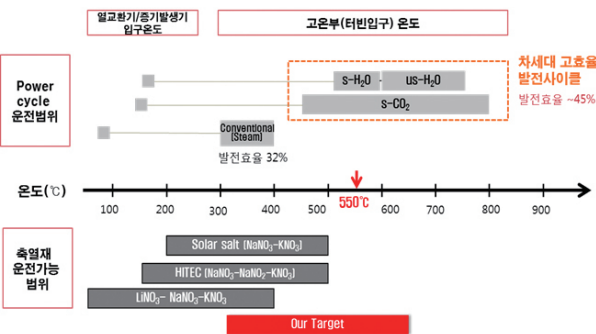 열교환기/증기발생기
입구온도
고온부(터빈입구) 온도
Power
cycle
운전범위
s-H₂O
us-H₂O
s-CO₂
차세대 고효율
발전사이클
발전효율 ~45%
Conventional
[Steam]
발전효율 32%
온도(℃)
550℃
100 200 300 400 500 600 700 800 900
축열재
운전가능
범위
Solar salt [NaNO₃-KNO₃]
HITEC [NaNO₃-NaNO₂-KNO₃]
LiNO₃- NaNO₃-KNO₃
Our Target